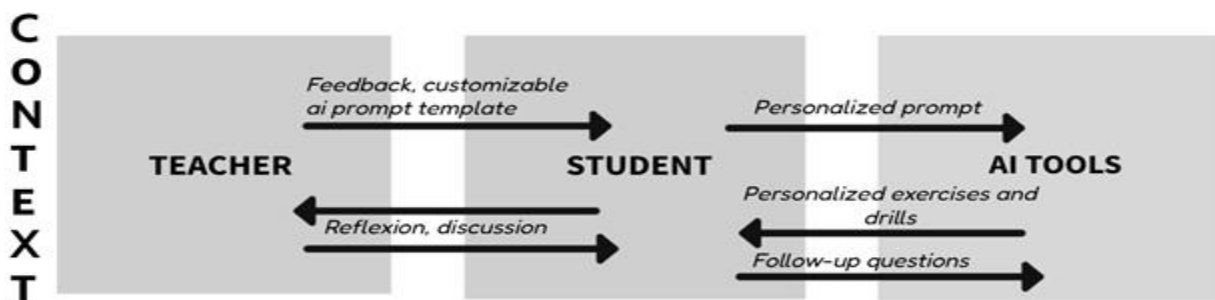 CONTEXT
Feedback, customizable
ai prompt template
Personalized prompt
TEACHER
STUDENT
AI TOOLS
Personalized exercises and
drills
Reflexion, discussion
Follow-up questions